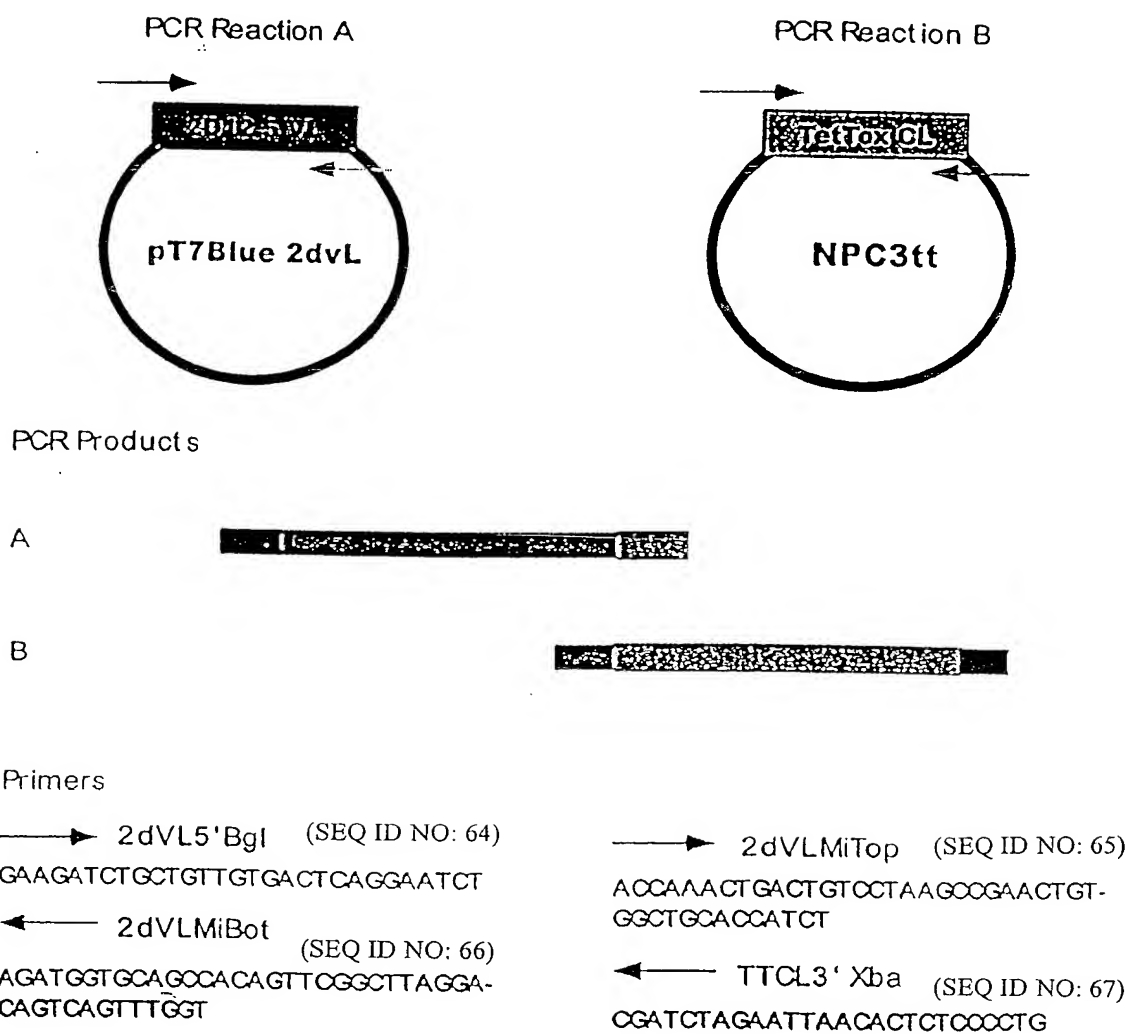 PCR Reaction A
PCR Reaction B
2D12.5 VL
TetTox CL
pT7Blue 2dvL
NPC3tt
PCR Products
A
B
Primers
2dVL5'Bgl (SEQ ID NO: 64)
GAAGATCTGCTGTTGTGACTCAGGAATCT
2dVLMiBot
(SEQ ID NO: 66)
AGATGGTGCAGCCACAGTTCGGCTTAGGA-
CAGTCAGTTTGGT
2dVLMiTop (SEQ ID NO: 65)
ACCAAACTGACTGTCCTAAGCCGAACTGT-
GGCTGCACCATCT
TTCL3' Xba (SEQ ID NO: 67)
CGATCTAGAATTAACACTCTCCCCTG